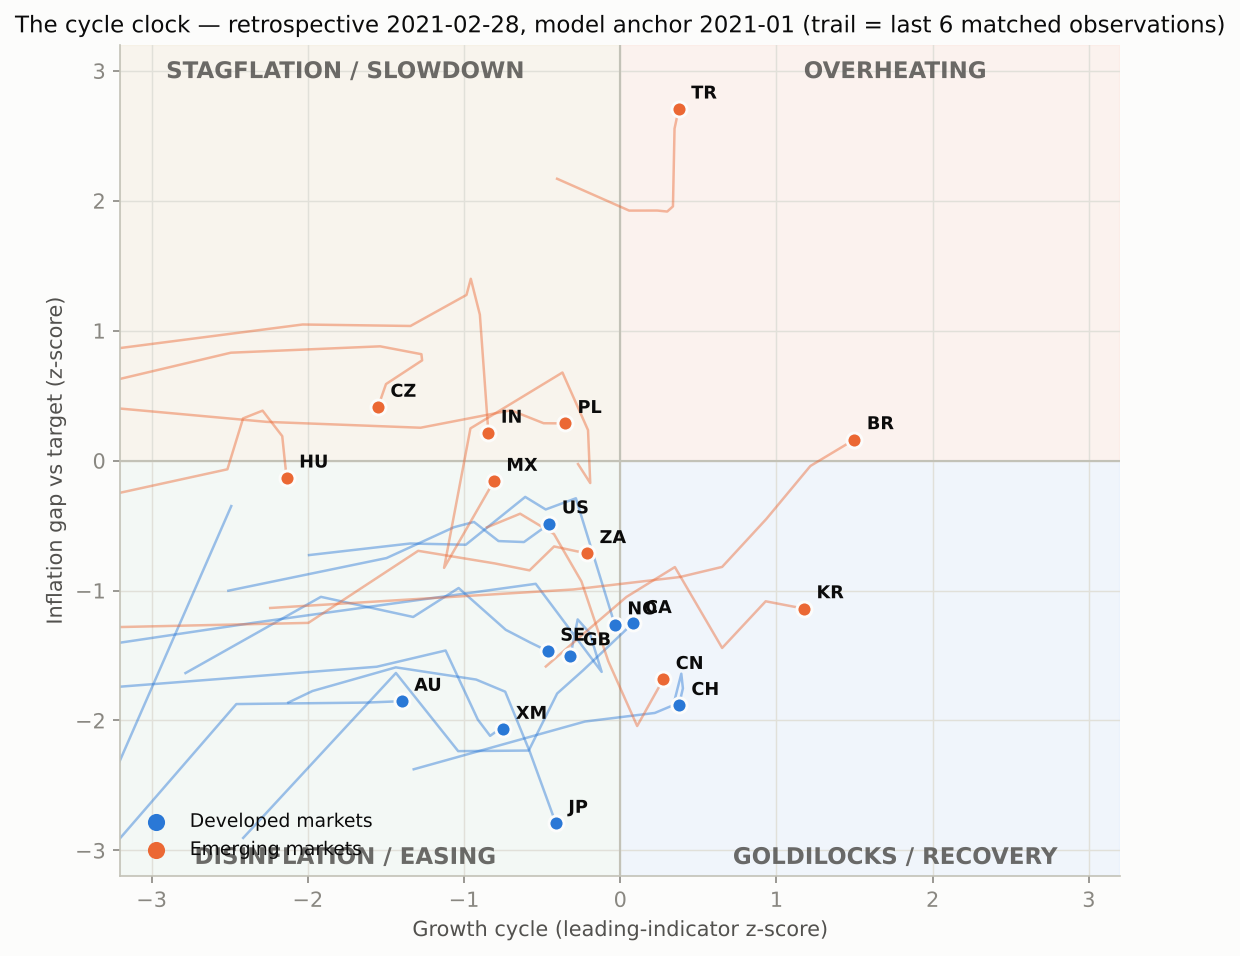 The cycle clock — retrospective 2021-02-28, model anchor 2021-01 (trail = last 6 matched observations)
STAGFLATION / SLOWDOWN
OVERHEATING
TR
CZ
IN
PL
BR
HU
MX
US
ZA
KR
NO
CA
SE
GB
CN
AU
CH
XM
JP
Developed markets
Emerging markets
DISINFLATION / EASING
GOLDILOCKS / RECOVERY
3
2
1
0
−1
−2
−3
−3
−2
−1
0
1
2
3
Inflation gap vs target (z-score)
Growth cycle (leading-indicator z-score)